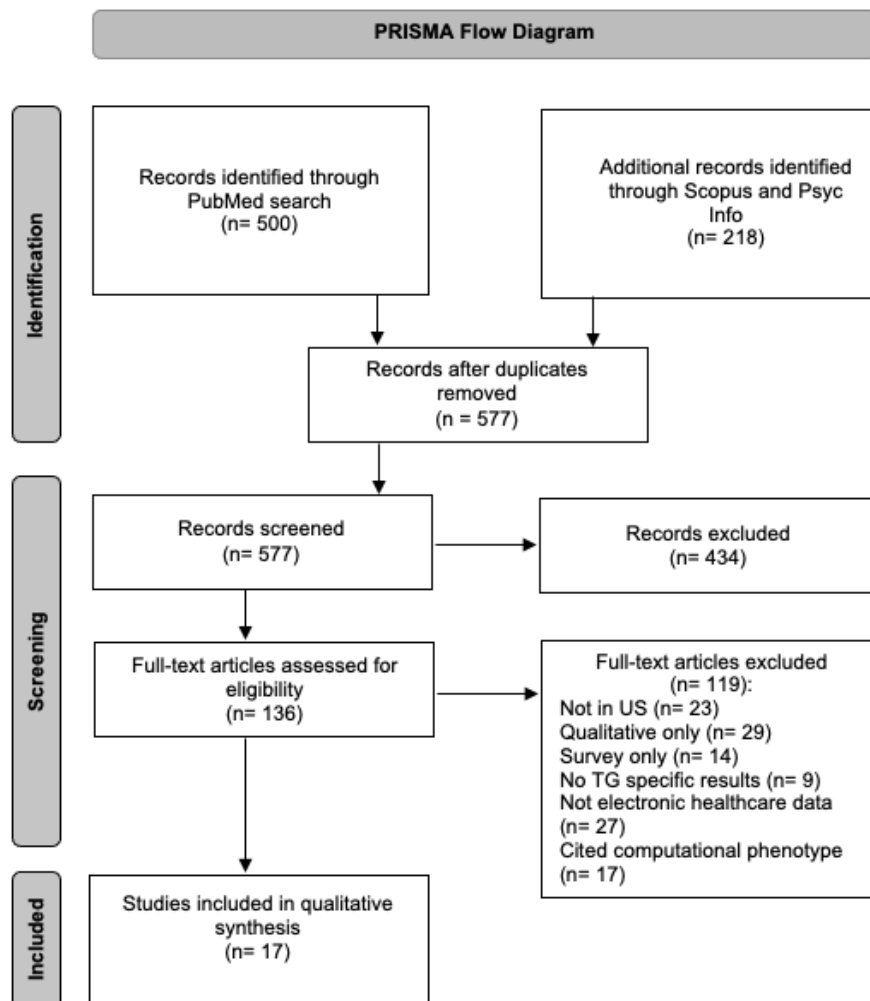 PRISMA Flow Diagram
Identification
Records identified through
PubMed search
(n= 500)
Additional records identified
through Scopus and Psyc
Info
(n= 218)
Records after duplicates
removed
(n = 577)
Screening
Records screened
(n= 577)
Records excluded
(n= 434)
Full-text articles assessed for
eligibility
(n= 136)
Full-text articles excluded
(n= 119):
Not in US (n= 23)
Qualitative only (n= 29)
Survey only (n= 14)
No TG specific results (n= 9)
Not electronic healthcare data
(n= 27)
Cited computational phenotype
(n= 17)
Included
Studies included in qualitative
synthesis
(n= 17)